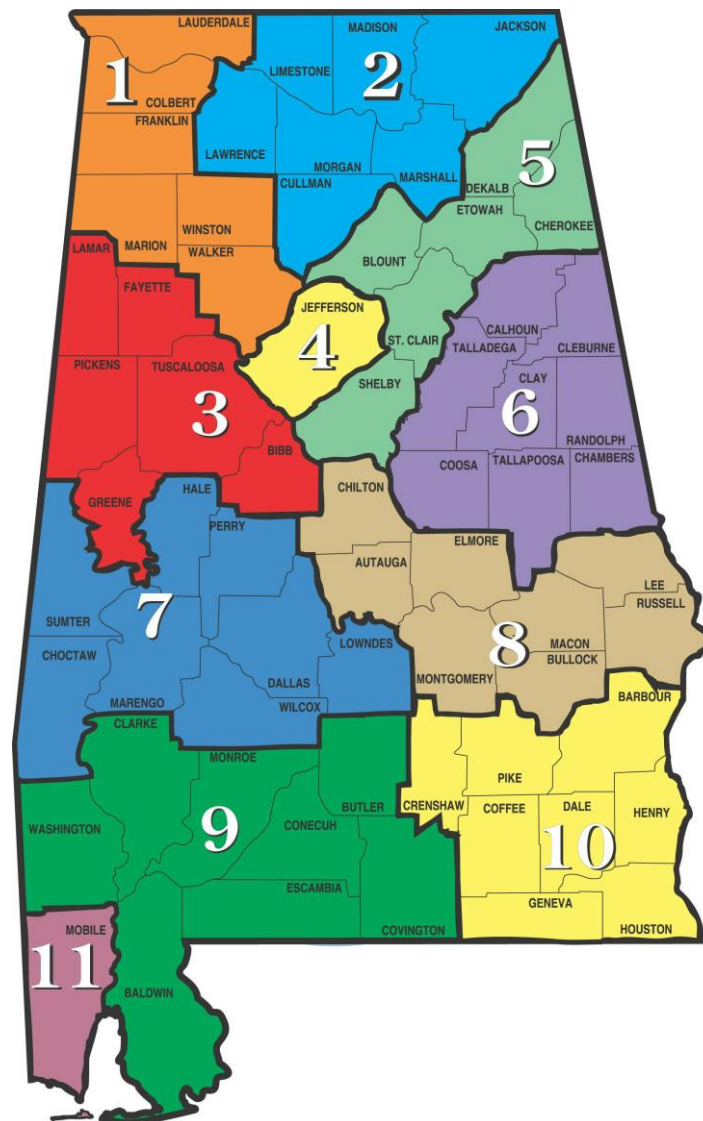 LAUDERDALE
MADISON
JACKSON
LIMESTONE
1
2
COLBERT
FRANKLIN
LAWRENCE
MORGAN
MARSHALL
CULLMAN
5
DEKALB
ETOWAH
CHEROKEE
WINSTON
MARION
WALKER
LAMAR
BLOUNT
FAYETTE
JEFFERSON
4
ST. CLAIR
CALHOUN
TALLADEGA
CLEBURNE
PICKENS
TUSCALOOSA
SHELBY
CLAY
3
6
BIBB
RANDOLPH
COOSA
TALLAPOOSA
CHAMBERS
HALE
CHILTON
GREENE
PERRY
ELMORE
AUTAUGA
LEE
RUSSELL
SUMTER
7
8
CHOCTAW
LOWNDES
MACON
BULLOCK
MONTGOMERY
DALLAS
BARBOUR
MARENGO
WILCOX
CLARKE
MONROE
PIKE
BUTLER
CRENSHAW
COFFEE
DALE
HENRY
WASHINGTON
9
CONECUH
10
ESCAMBIA
GENEVA
MOBILE
COVINGTON
HOUSTON
11
BALDWIN